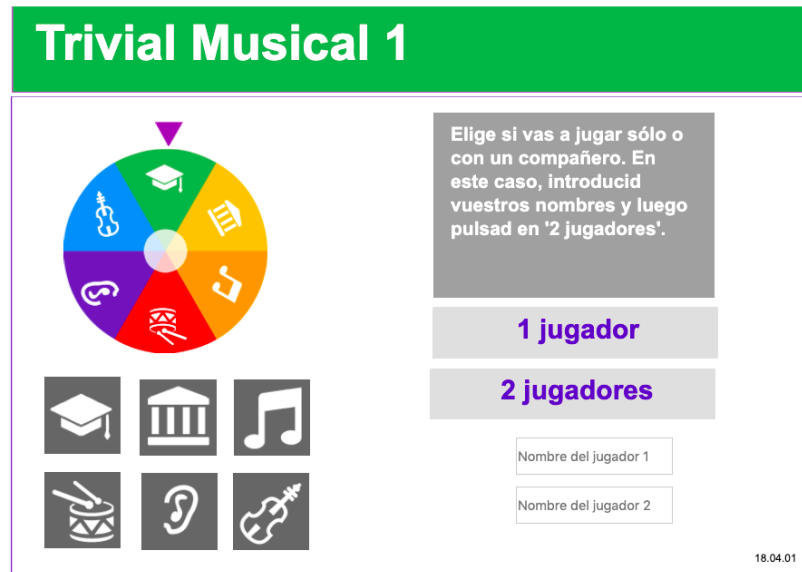 Trivial Musical 1
Elige si vas a jugar sólo o
con un compañero. En
este caso, introducid
vuestros nombres y luego
pulsad en '2 jugadores'.
1 jugador
2 jugadores
Nombre del jugador 1
Nombre del jugador 2
18.04.01